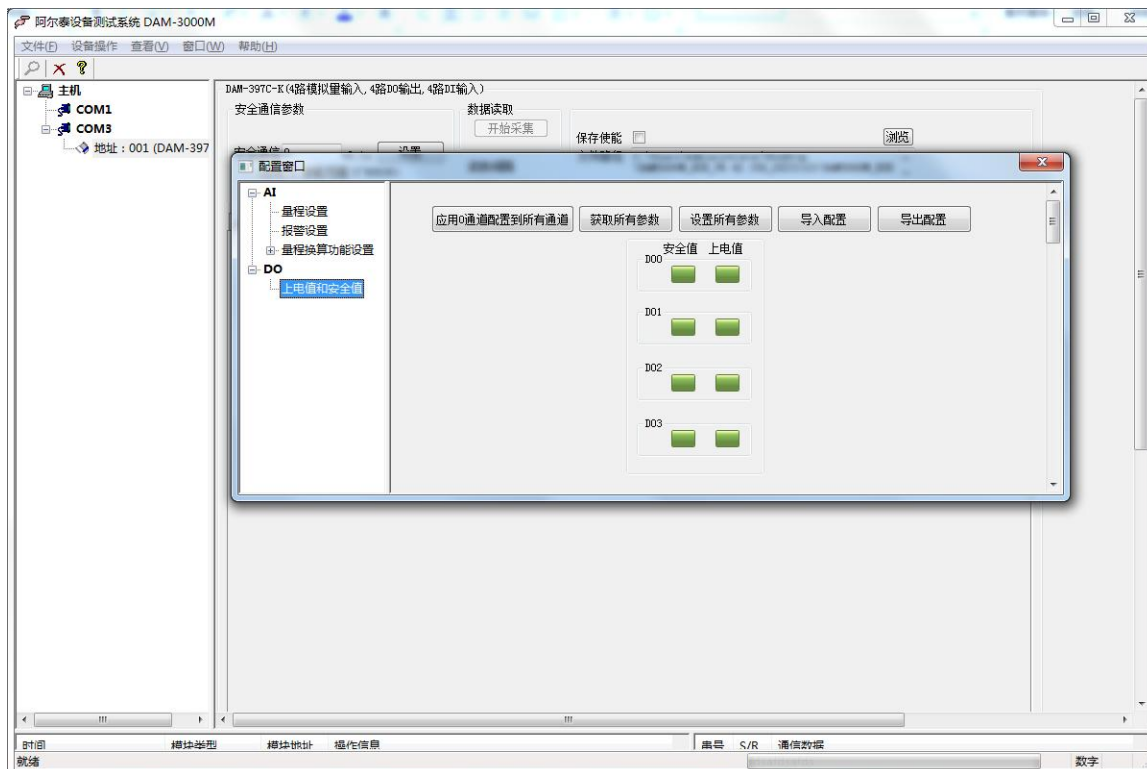 阿尔泰设备测试系统 DAM-3000M
文件(F) 设备操作 查看(V) 窗口(W) 帮助(H)
主机
COM1
COM3
地址：001 (DAM-397
DAM-397C-K(4路模拟量输入,4路DO输出,4路DI输入)
安全通信参数
数据读取
开始采集
保存使能
浏览
配置窗口
AI
量程设置
报警设置
量程换算功能设置
DO
上电值和安全值
应用0通道配置到所有通道 获取所有参数 设置所有参数 导入配置 导出配置
安全值 上电值
DO0
DO1
DO2
DO3
时间 模块类型 模块地址 操作信息 串号 S/R 通信数据
就绪 数字